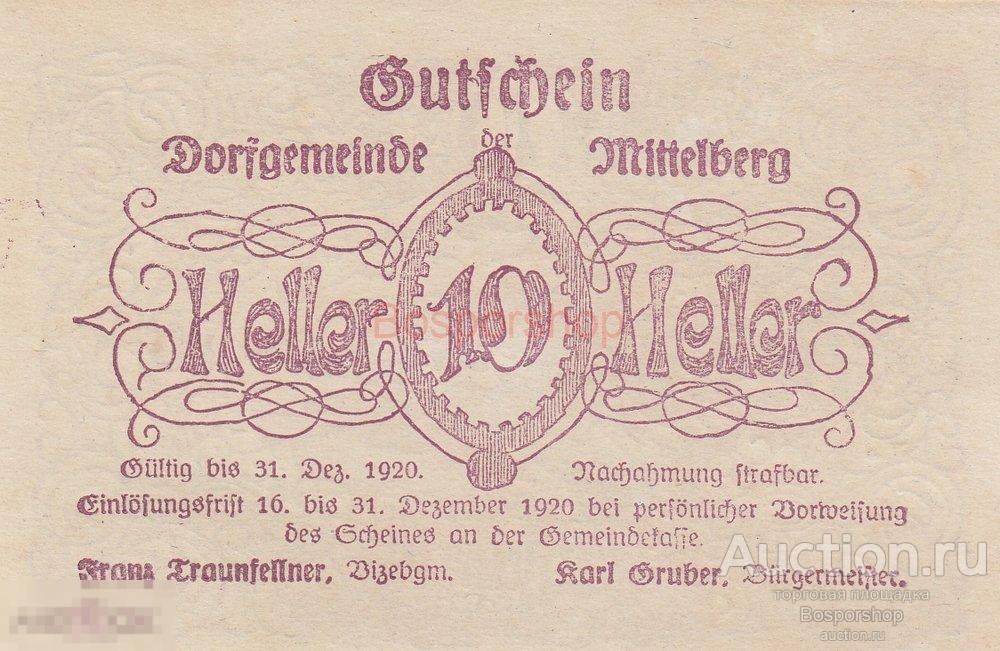 Gutschein
der
Dorfgemeinde Mittelberg
Heller 10 Heller
Bosporshop
Gültig bis 31. Dez. 1920. Nachahmung strafbar.
Einlösungsfrist 16. bis 31. Dezember 1920 bei persönlicher Vorweisung
des Scheines an der Gemeindekasse.
Franz Traunfellner, Vizebgm. Karl Gruber, Bürgermeister.
Auction.ru
торговая площадка
Bosporshop
auction.ru